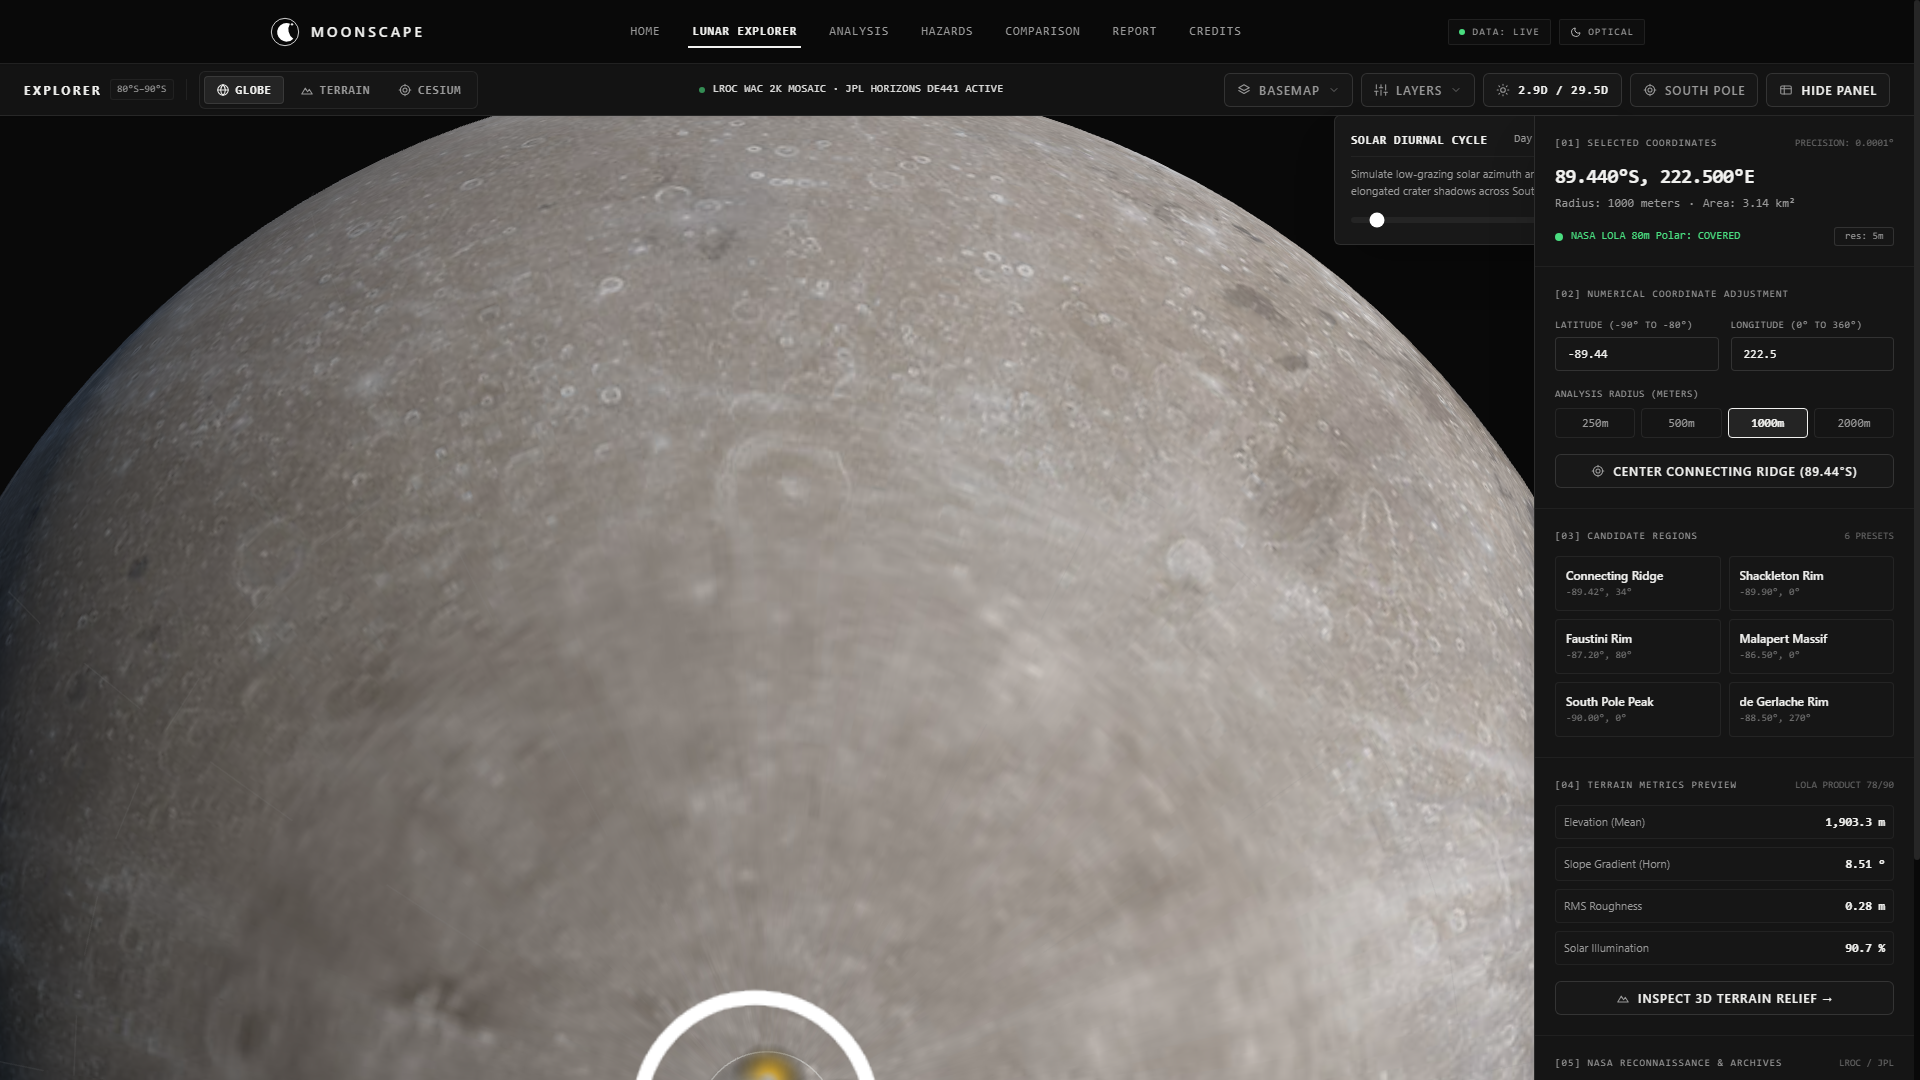 MOONSCAPE
HOME
LUNAR EXPLORER
ANALYSIS
HAZARDS
COMPARISON
REPORT
CREDITS
DATA: LIVE
OPTICAL
EXPLORER
80°S–90°S
GLOBE
TERRAIN
CESIUM
LROC WAC 2K MOSAIC · JPL HORIZONS DE441 ACTIVE
BASEMAP
LAYERS
2.9D / 29.5D
SOUTH POLE
HIDE PANEL
SOLAR DIURNAL CYCLE
Day
Simulate low-grazing solar azimuth
elongated crater shadows across
[01] SELECTED COORDINATES
PRECISION: 0.0001°
89.440°S, 222.500°E
Radius: 1000 meters · Area: 3.14 km²
NASA LOLA 80m Polar: COVERED
res: 5m
[02] NUMERICAL COORDINATE ADJUSTMENT
LATITUDE (-90° TO -80°)
LONGITUDE (0° TO 360°)
-89.44
222.5
ANALYSIS RADIUS (METERS)
250m
500m
1000m
2000m
CENTER CONNECTING RIDGE (89.44°S)
[03] CANDIDATE REGIONS
6 PRESETS
Connecting Ridge
-89.42°, 34°
Shackleton Rim
-89.90°, 0°
Faustini Rim
-87.20°, 80°
Malapert Massif
-86.50°, 0°
South Pole Peak
-90.00°, 0°
de Gerlache Rim
-88.50°, 270°
[04] TERRAIN METRICS PREVIEW
LOLA PRODUCT 78/90
Elevation (Mean)
1,903.3 m
Slope Gradient (Horn)
8.51 °
RMS Roughness
0.28 m
Solar Illumination
90.7 %
INSPECT 3D TERRAIN RELIEF →
[05] NASA RECONNAISSANCE & ARCHIVES
LROC / JPL